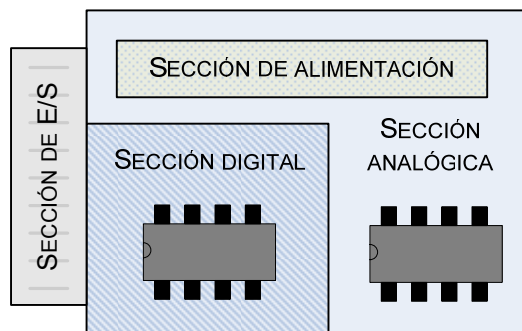 SECCIÓN DE ALIMENTACIÓN
SECCIÓN DE E/S
SECCIÓN DIGITAL
SECCIÓN
ANALÓGICA